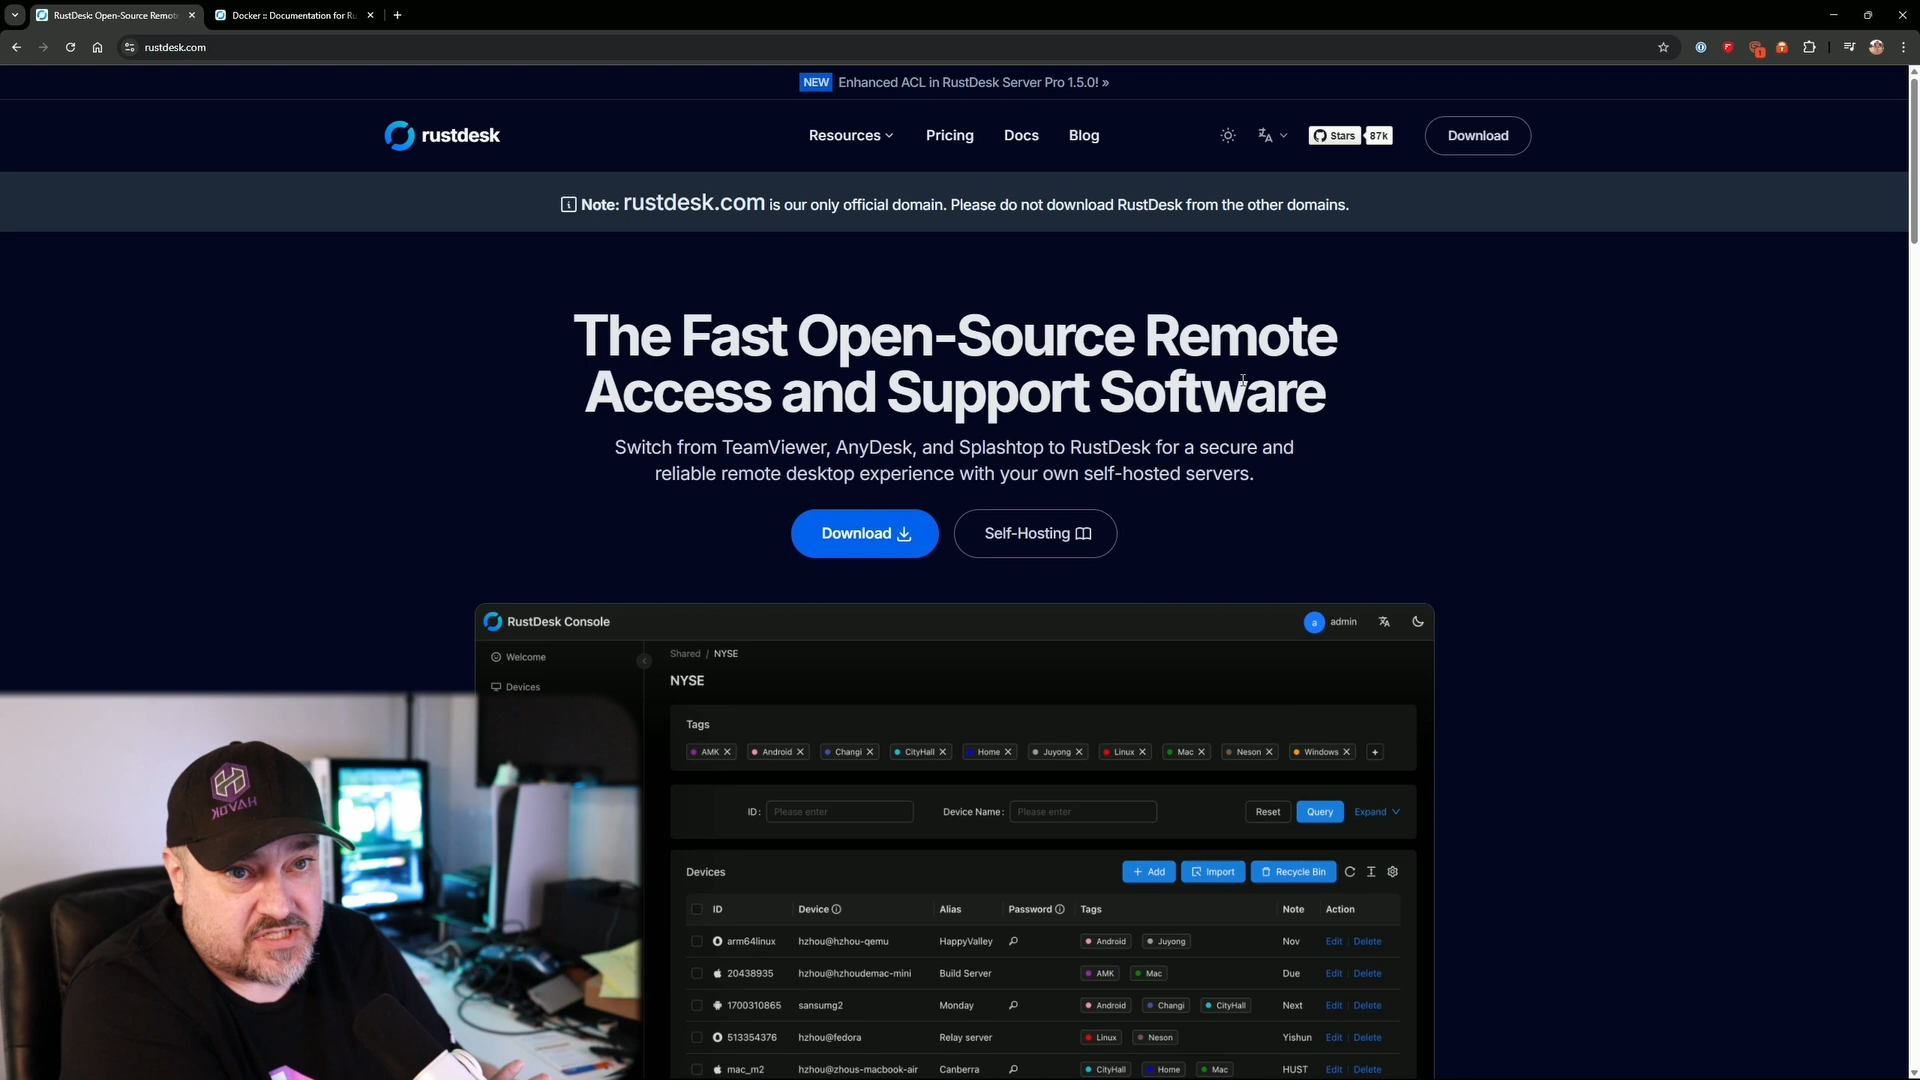 RustDesk: Open-Source Remot
Docker :: Documentation for Ru
rustdesk.com
NEW Enhanced ACL in RustDesk Server Pro 1.5.0! »
rustdesk
Resources
Pricing
Docs
Blog
Stars 87k
Download
Note: rustdesk.com is our only official domain. Please do not download RustDesk from the other domains.
The Fast Open-Source Remote
Access and Support Software
Switch from TeamViewer, AnyDesk, and Splashtop to RustDesk for a secure and
reliable remote desktop experience with your own self-hosted servers.
Download
Self-Hosting
RustDesk Console
a admin
Welcome
Devices
Shared / NYSE
NYSE
Tags
AMK Android Changi CityHall Home Juyong Linux Mac Neson Windows +
ID: Please enter Device Name: Please enter Reset Query Expand
Devices
+ Add Import Recycle Bin
ID Device Alias Password Tags Note Action
arm64linux hzhou@hzhou-qemu HappyValley Android Juyong Nov Edit Delete
20438935 hzhou@hzhoudemac-mini Build Server AMK Mac Due Edit Delete
1700310865 sansumg2 Monday Android Changi CityHall Next Edit Delete
513354376 hzhou@fedora Relay server Linux Neson Yishun Edit Delete
mac_m2 hzhou@zhous-macbook-air Canberra CityHall Home Mac HUST Edit Delete
KOVAH